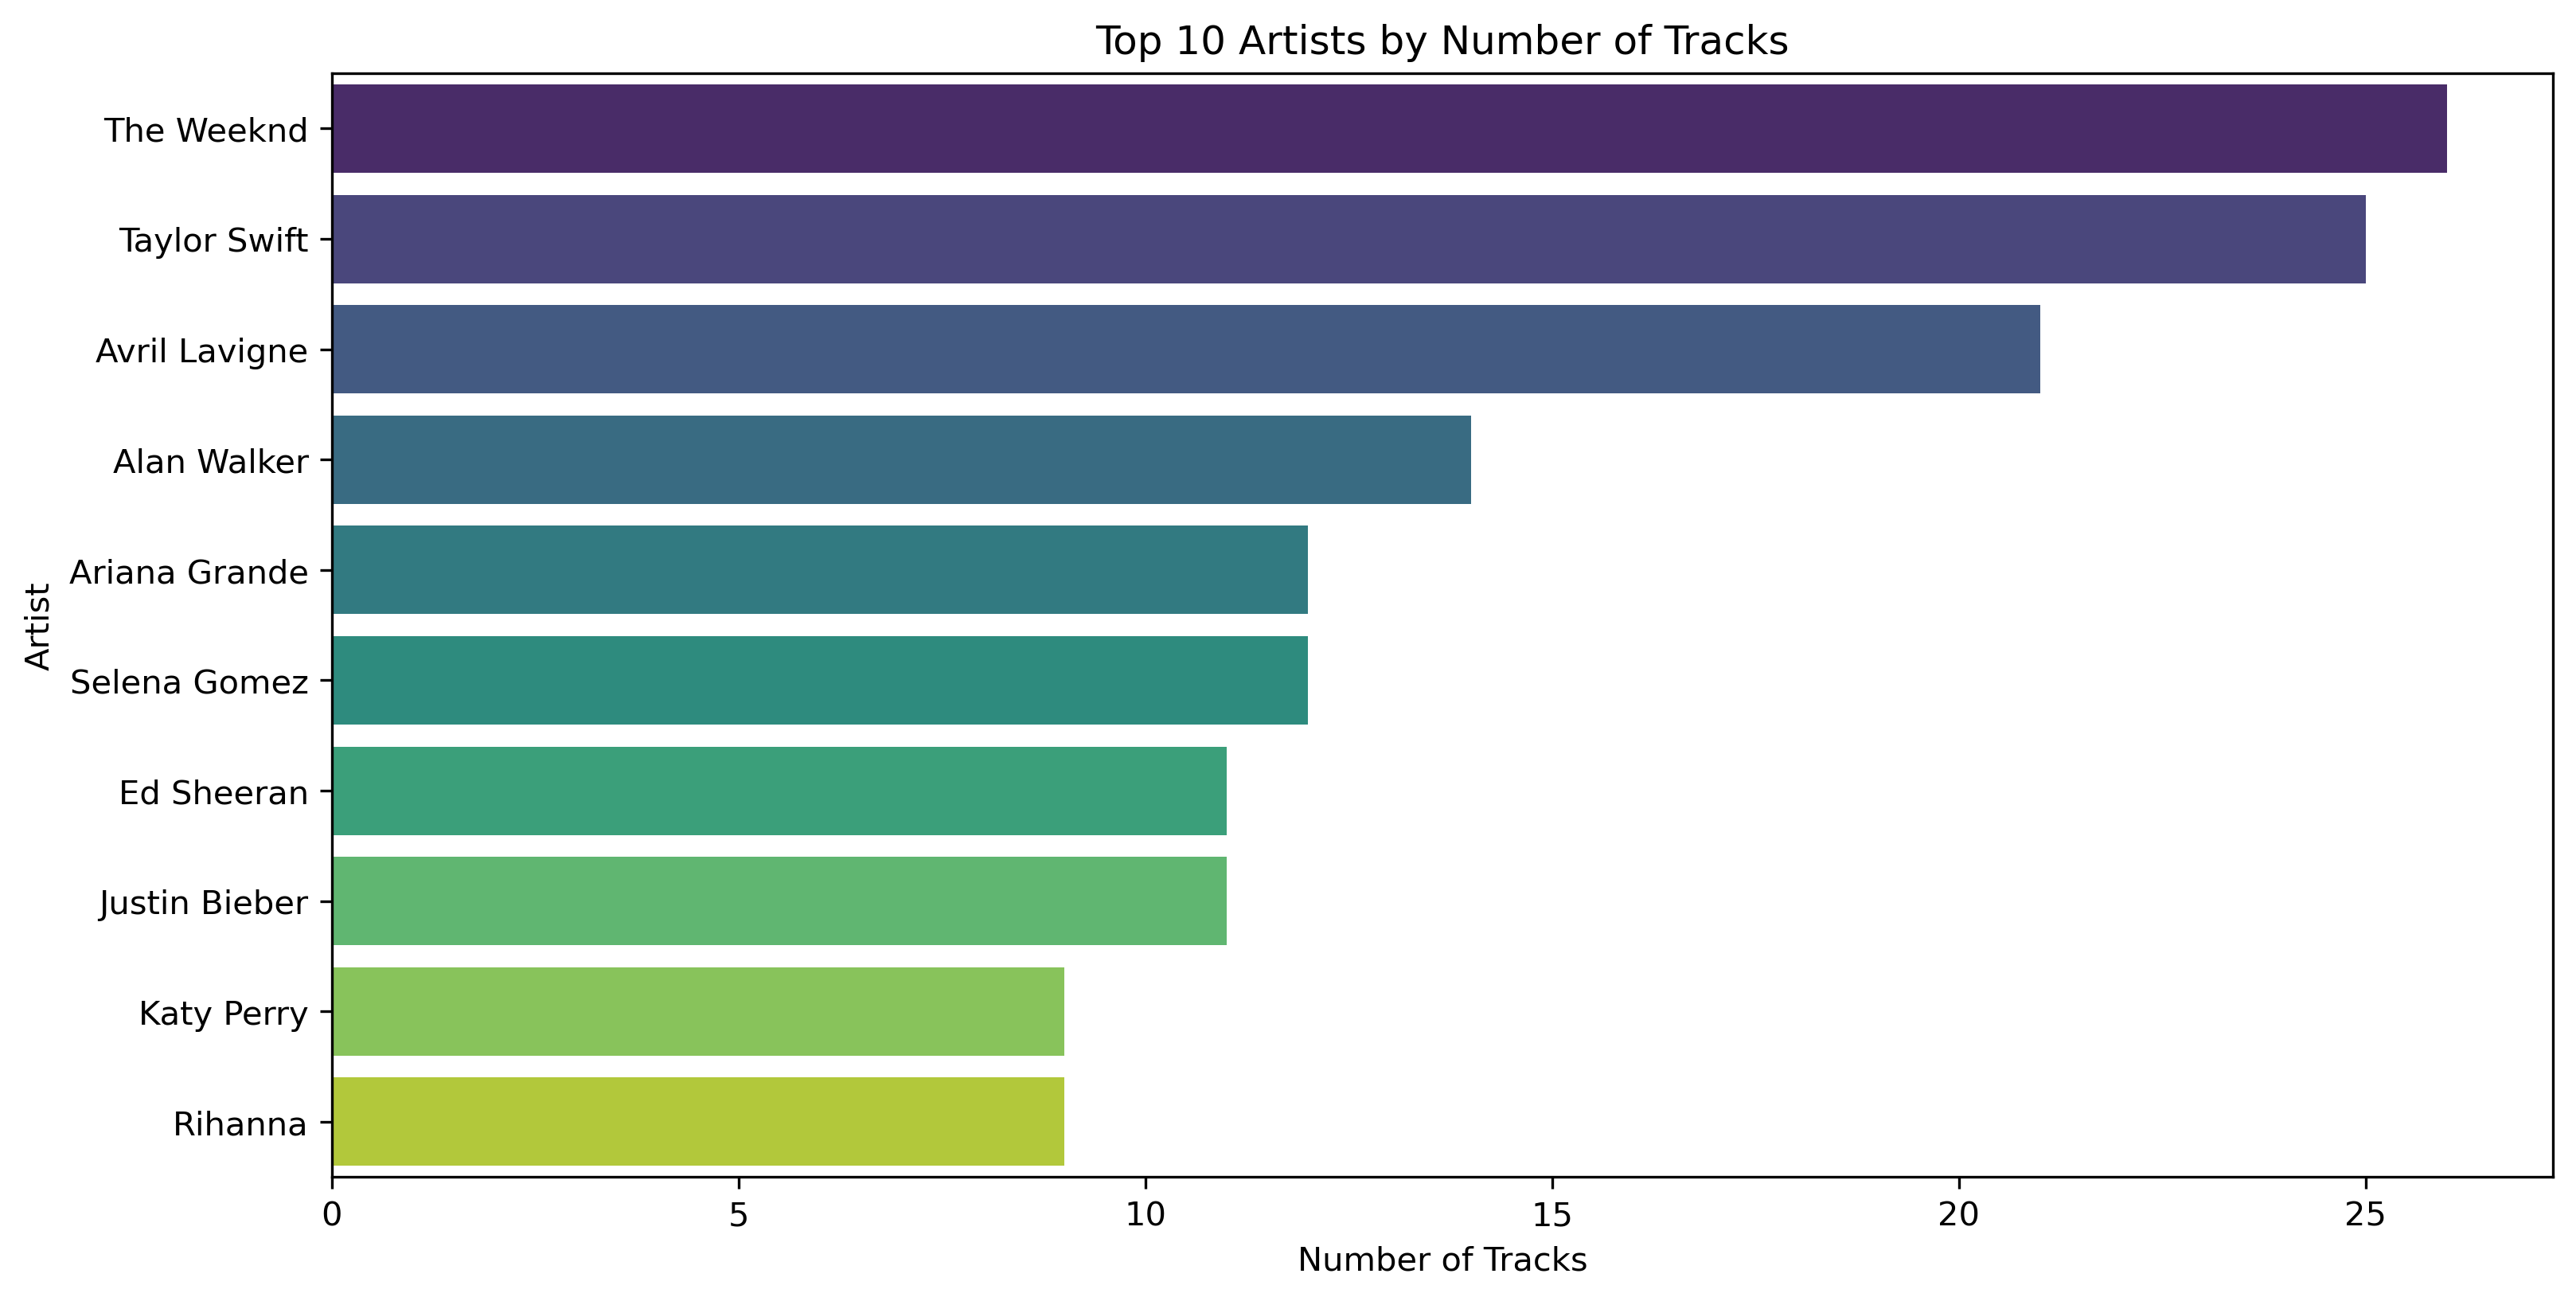 Top 10 Artists by Number of Tracks
The Weeknd
Taylor Swift
Avril Lavigne
Alan Walker
Ariana Grande
Selena Gomez
Ed Sheeran
Justin Bieber
Katy Perry
Rihanna
Artist
0 5 10 15 20 25
Number of Tracks